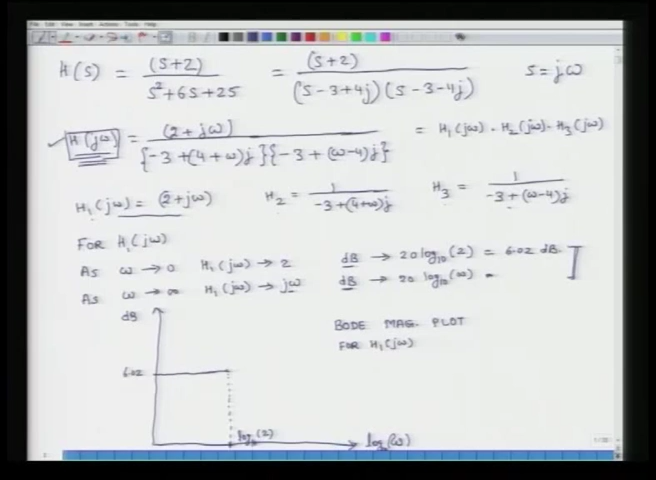 H(s) = (s+2) / s²+6s+25 = (s+2) / (s-3+4j)(s-3-4j) s=jω
H(jω) = (2+jω) / {-3+(4+ω)j}{-3+(ω-4)j} = H₁(jω) · H₂(jω) · H₃(jω)
H₁(jω) = (2+jω) H₂ = 1 / -3+(4+ω)j H₃ = 1 / -3+(ω-4)j
FOR H₁(jω)
AS ω → 0 H₁(jω) → 2 dB → 20 log₁₀(2) = 6.02 dB
AS ω → ∞ H₁(jω) → jω dB → 20 log₁₀(∞) =
dB
BODE MAG. PLOT
FOR H₁(jω)
6.02
log₁₀(2)
log₁₀(ω)